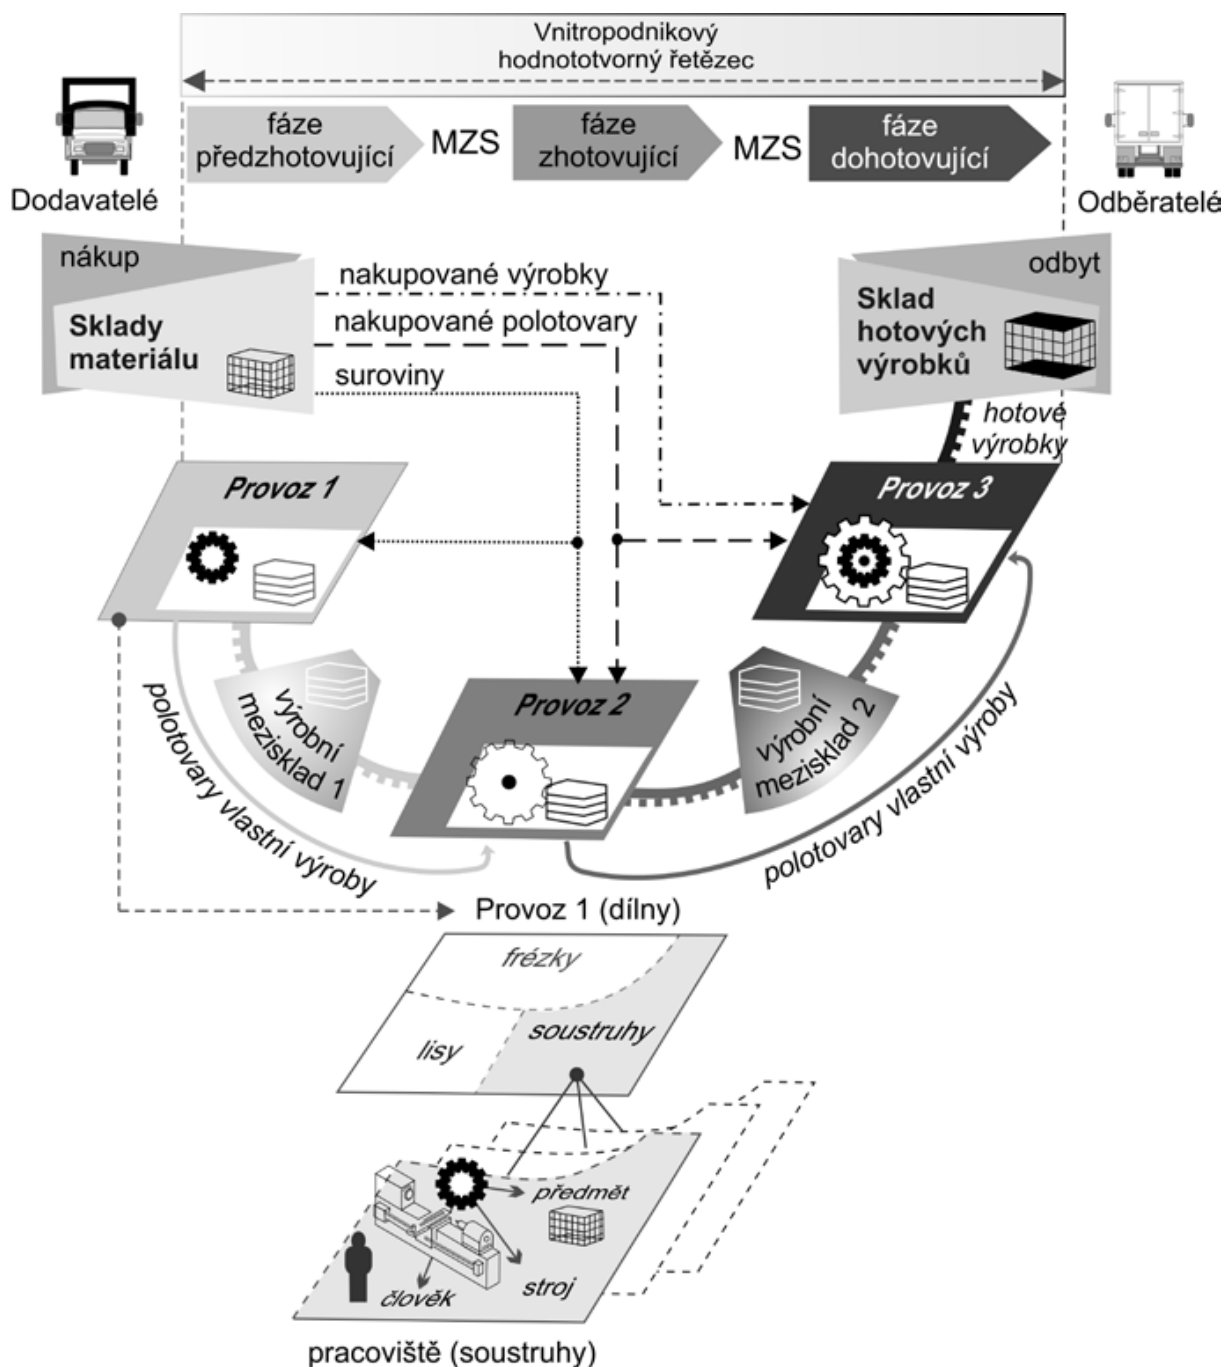 Vnitropodnikový
hodnototvorný řetězec
fáze
předzhotovující
MZS
fáze
zhotovující
MZS
fáze
dohotovující
Dodavatelé
Odběratelé
nákup
Sklady
materiálu
nakupované výrobky
nakupované polotovary
suroviny
odbyt
Sklad
hotových
výrobků
hotové
výrobky
Provoz 1
Provoz 3
Provoz 2
výrobní
mezisklad 1
výrobní
mezisklad 2
polotovary vlastní výroby
polotovary vlastní výroby
Provoz 1 (dílny)
frézky
lisy
soustruhy
předmět
stroj
člověk
pracoviště (soustruhy)